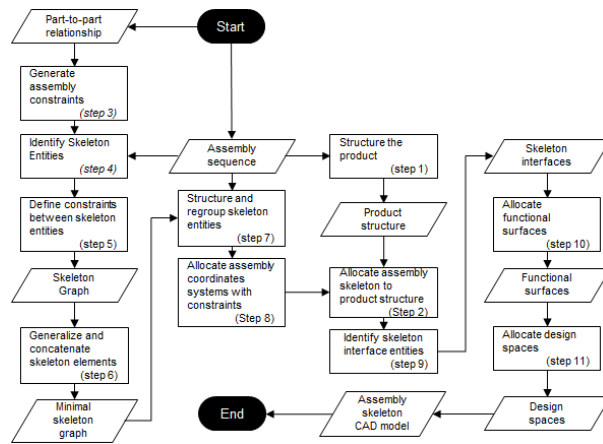 Part-to-part
relationship
Start
Generate
assembly
constraints
(step 3)
Identify Skeleton
Entities
(step 4)
Assembly
sequence
Structure the
product
(step 1)
Skeleton
interfaces
Define constraints
between skeleton
entities
(step 5)
Structure and
regroup skeleton
entities
(step 7)
Product
structure
Allocate
functional
surfaces
(step 10)
Skeleton
Graph
Allocate assembly
coordinates
systems with
constraints
(Step 8)
Allocate assembly
skeleton to
product structure
(Step 2)
Functional
surfaces
Generalize and
concatenate
skeleton elements
(step 6)
Identify skeleton
interface entities
(step 9)
Allocate design
spaces
(step 11)
Minimal
skeleton
graph
End
Assembly
skeleton
CAD model
Design
spaces